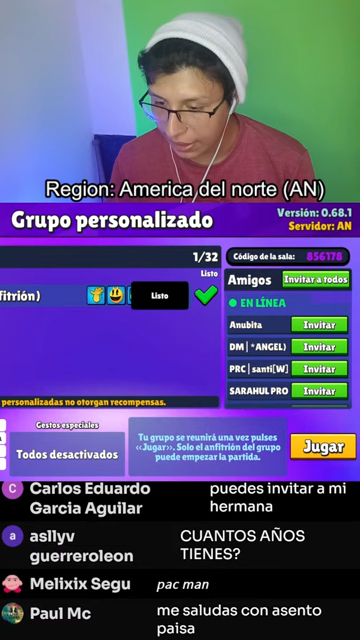 Region: America del norte (AN)
Grupo personalizado
Versión: 0.68.1
Servidor: AN
1/32
Código de la sala: 856178
Listo
Amigos
Invitar a todos
fitrión)
Listo
EN LÍNEA
Anubita
Invitar
DM | *ANGEL)
Invitar
PRC | santi[W]
Invitar
SARAHUL PRO
Invitar
personalizadas no otorgan recompensas.
Gestos especiales
Todos desactivados
Tu grupo se reunirá una vez pulses
<<Jugar>>. Solo el anfitrión del grupo
puede empezar la partida.
Jugar
C
Carlos Eduardo
Garcia Aguilar
puedes invitar a mi
hermana
a
asllyv
guerreroleon
CUANTOS AÑOS
TIENES?
Melixix Segu
pac man
Paul Mc
me saludas con asento
paisa